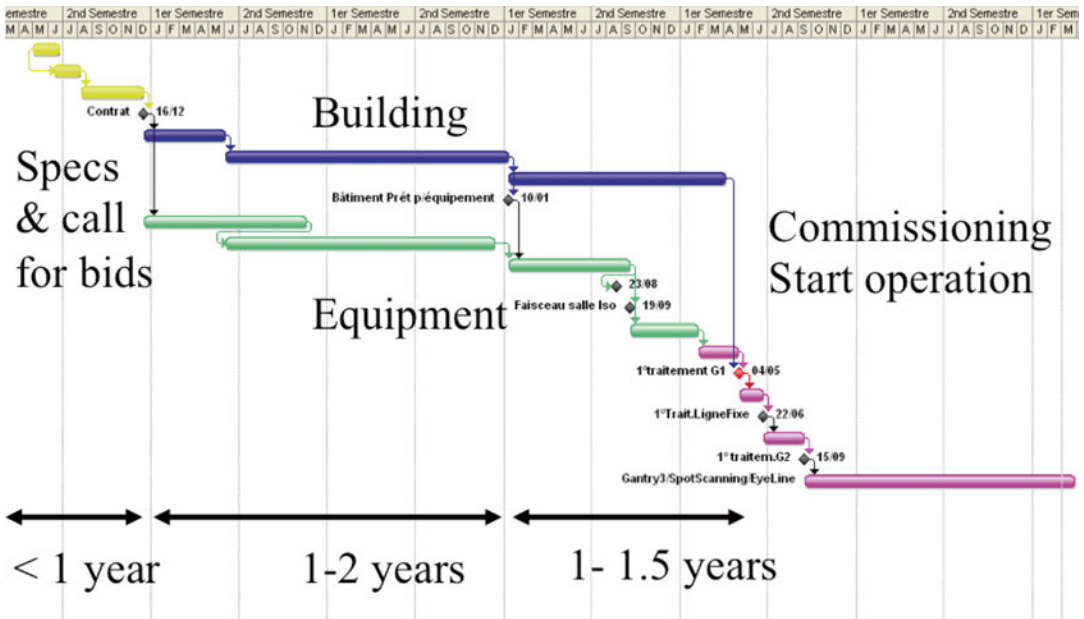 emestre 2nd Semestre 1er Semestre 2nd Semestre 1er Semestre 2nd Semestre 1er Semestre 2nd Semestre 1er Semestre 2nd Semestre 1er Semestre 2nd Semestre 1er Sem
M A M J J A S O N D J F M A M J J A S O N D J F M A M J J A S O N D J F M A M J J A S O N D J F M A M J J A S O N D J F M A M J J A S O N D J F M
Contrat 16/12
Building
Specs
& call
for bids
Bâtiment Prêt p/équipement 10/01
Commissioning
Start operation
Equipment
23/08
Faisceau salle Iso 19/09
1°traitement G1 04/05
1°Trait.LigneFixe 22/06
1°traitem.G2 15/09
Gantry3/SpotScanning/EyeLine
< 1 year
1-2 years
1- 1.5 years